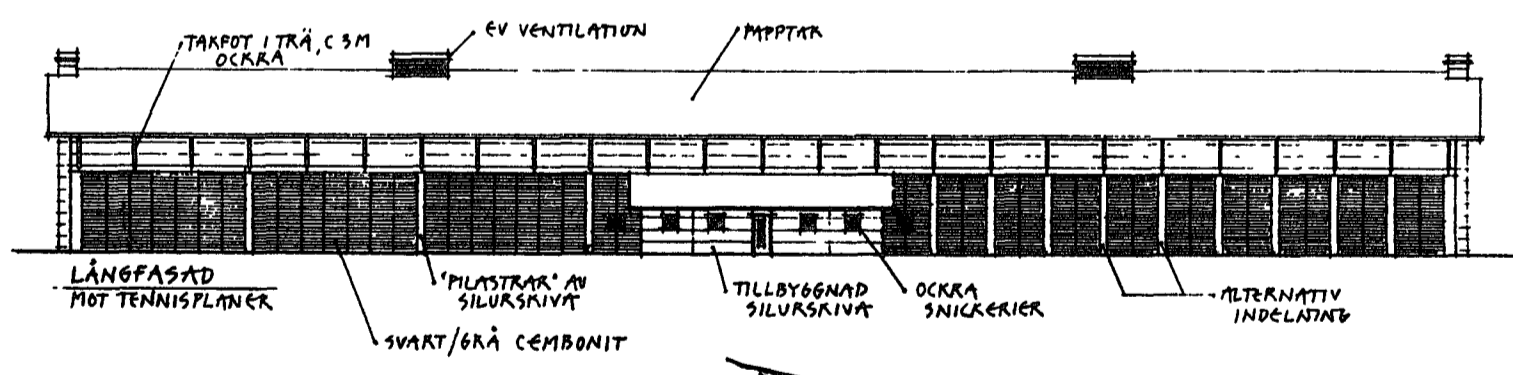 TAKFOT I TRÄ, C 3M
OCKRA
EV VENTILATION
PAPPTAK
LÅNGFASAD
MOT TENNISPLANER
"PILASTRAR" AV
SILURSKIVA
TILLBYGGNAD
SILURSKIVA
OCKRA
SNICKERIER
ALTERNATIV
INDELNING
SVART/GRÅ CEMBONIT